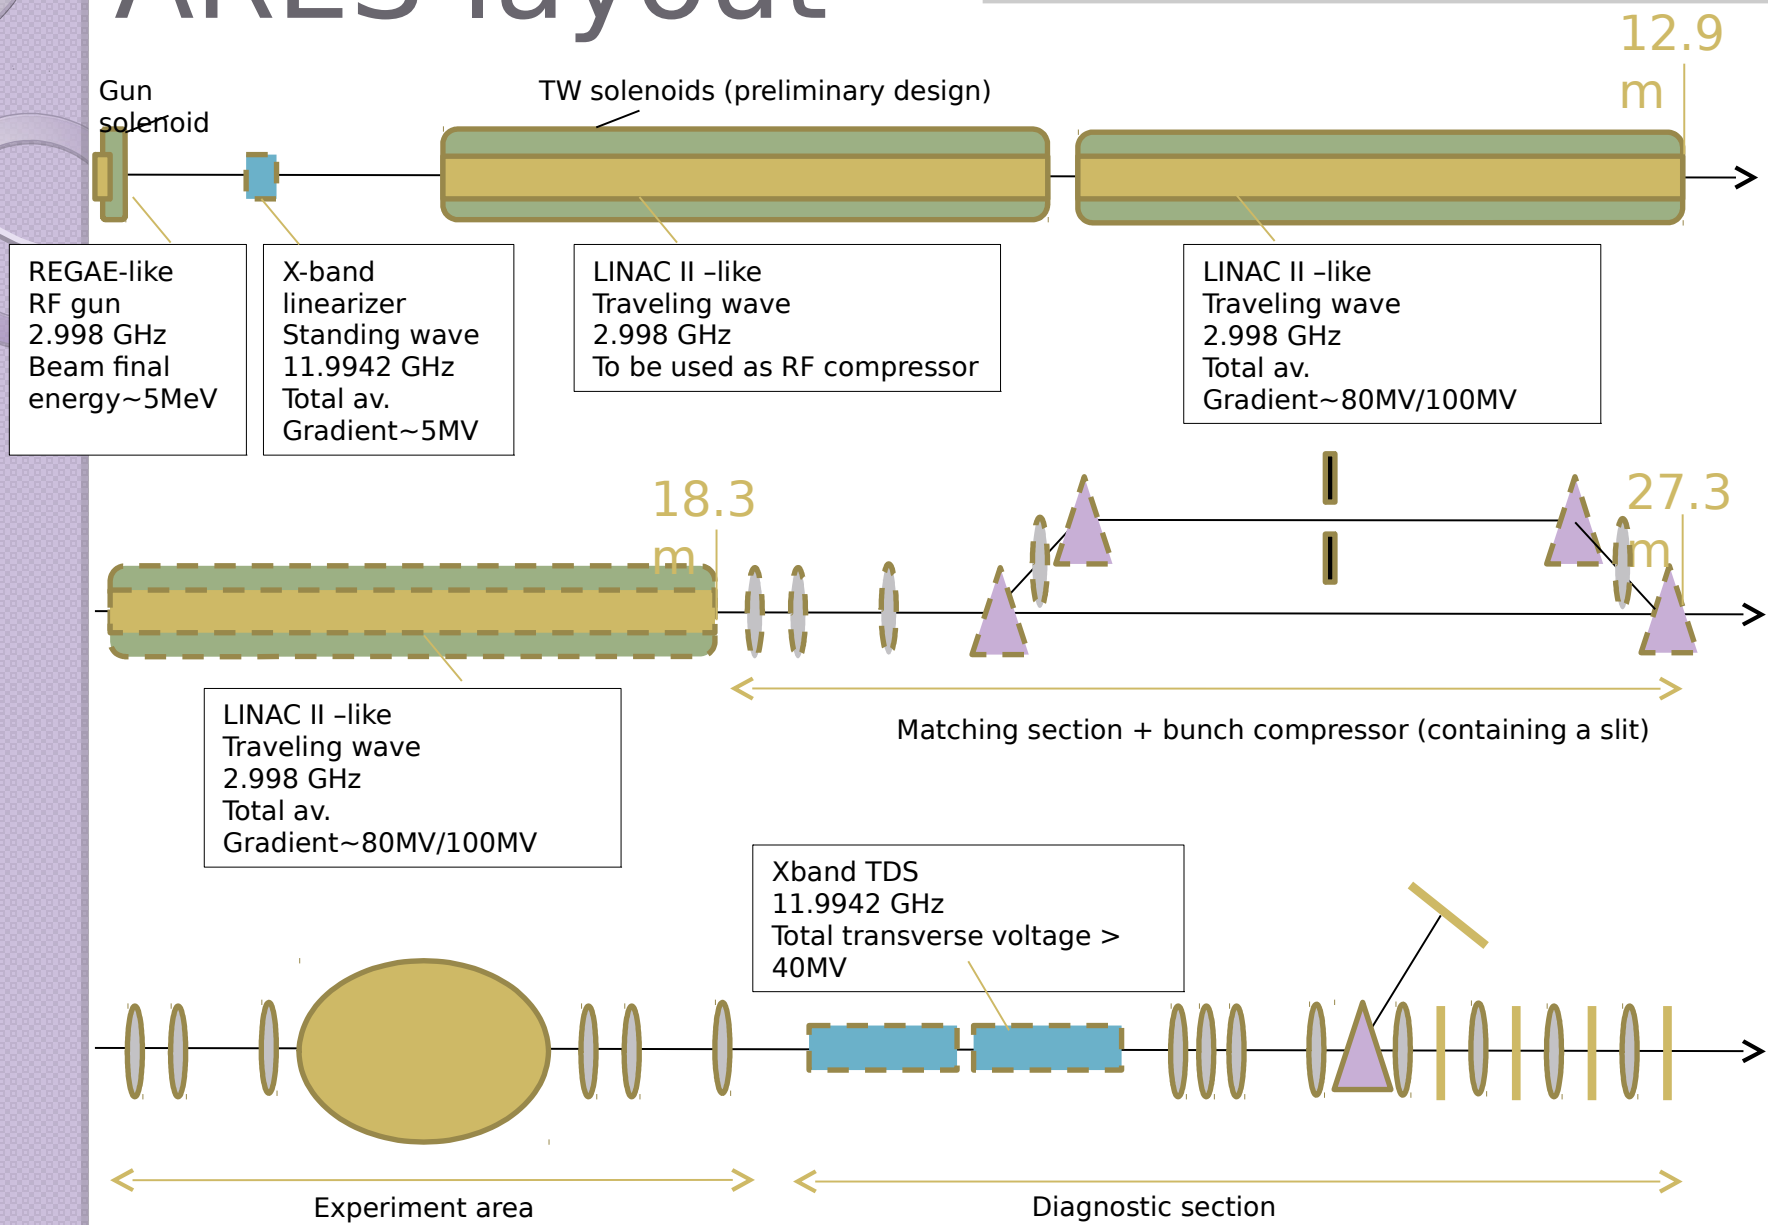 ARES layout
12.9
m
Gun
solenoid
TW solenoids (preliminary design)
REGAE-like
RF gun
2.998 GHz
Beam final
energy~5MeV
X-band
linearizer
Standing wave
11.9942 GHz
Total av.
Gradient~5MV
LINAC II –like
Traveling wave
2.998 GHz
To be used as RF compressor
LINAC II –like
Traveling wave
2.998 GHz
Total av.
Gradient~80MV/100MV
18.3
m
27.3
m
LINAC II –like
Traveling wave
2.998 GHz
Total av.
Gradient~80MV/100MV
Matching section + bunch compressor (containing a slit)
Xband TDS
11.9942 GHz
Total transverse voltage >
40MV
Experiment area
Diagnostic section